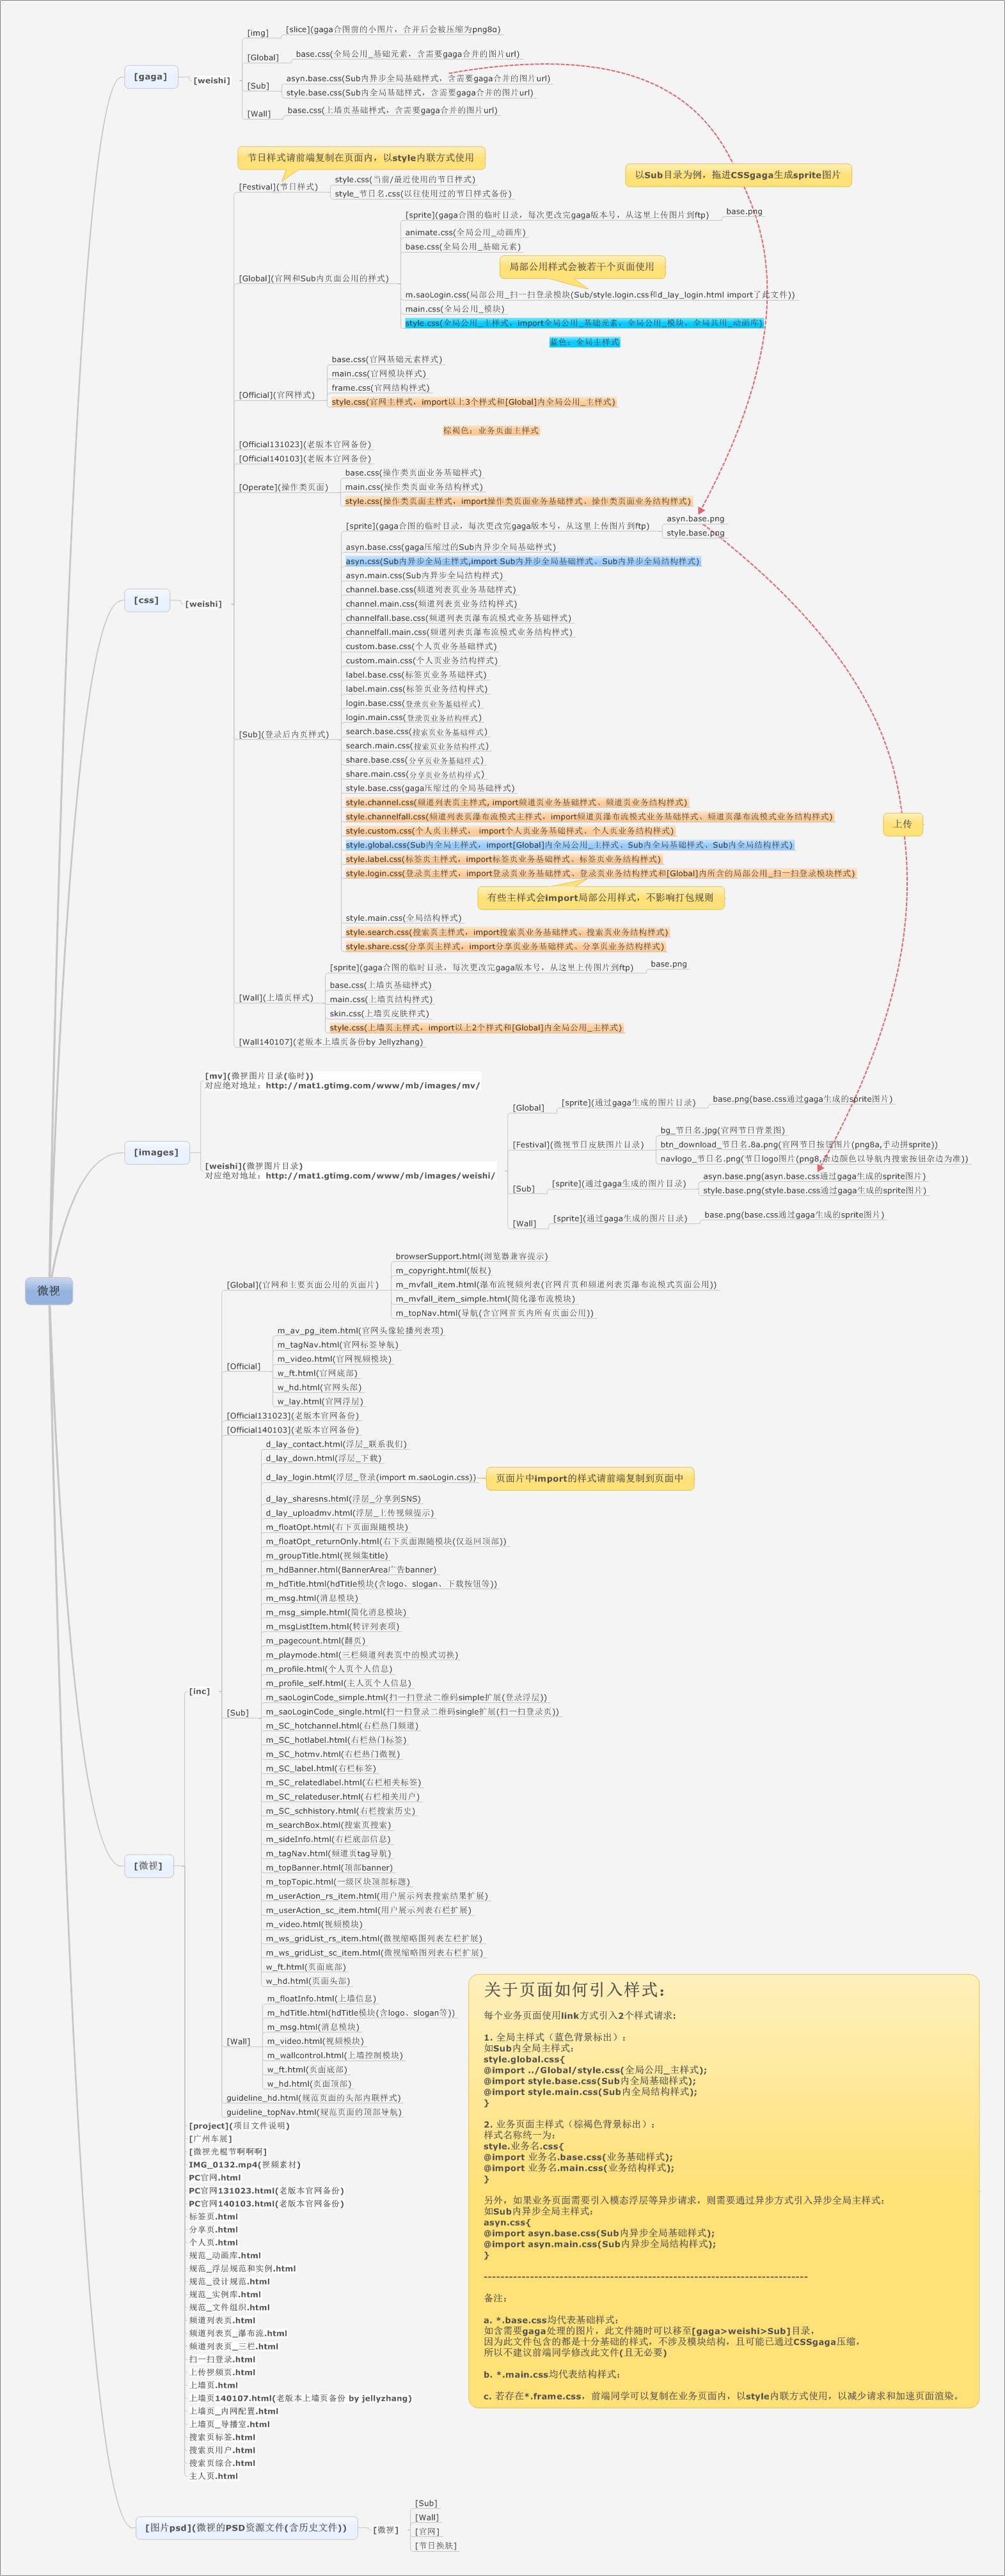 微视
[gaga]
[weishi]
[img]
[slice](gaga合图前的小图片，合并后会被压缩为png8α)
[Global]
base.css(全局公用_基础元素，含需要gaga合并的图片url)
[Sub]
asyn.base.css(Sub内异步全局基础样式，含需要gaga合并的图片url)
style.base.css(Sub内全局基础样式，含需要gaga合并的图片url)
[Wall]
base.css(上墙页基础样式，含需要gaga合并的图片url)
以Sub目录为例，拖进CSSgaga生成sprite图片
[css]
[weishi]
节日样式请前端复制在页面内，以style内联方式使用
[Festival](节日样式)
style.css(当前/最近使用的节日样式)
style_节日名.css(以往使用过的节日样式备份)
[Global](官网和Sub内页面公用的样式)
[sprite](gaga合图的临时目录，每次更改完gaga版本号，从这里上传图片到ftp)
base.png
animate.css(全局公用_动画库)
base.css(全局公用_基础元素)
局部公用样式会被若干个页面使用
m.saoLogin.css(局部公用_扫一扫登录模块(Sub/style.login.css和d_lay_login.html import了此文件))
main.css(全局公用_模块)
style.css(全局公用_主样式，import全局公用_基础元素，全局公用_模块，全局共用_动画库)
蓝色：全局主样式
[Official](官网样式)
base.css(官网基础元素样式)
main.css(官网模块样式)
frame.css(官网结构样式)
style.css(官网主样式，import以上3个样式和[Global]内全局公用_主样式)
棕褐色：业务页面主样式
[Official131023](老版本官网备份)
[Official140103](老版本官网备份)
[Operate](操作类页面)
base.css(操作类页面业务基础样式)
main.css(操作类页面业务结构样式)
style.css(操作类页面主样式，import操作类页面业务基础样式、操作类页面业务结构样式)
[Sub](登录后内页样式)
[sprite](gaga合图的临时目录，每次更改完gaga版本号，从这里上传图片到ftp)
asyn.base.png
style.base.png
asyn.base.css(gaga压缩过的Sub内异步全局基础样式)
asyn.css(Sub内异步全局主样式,import Sub内异步全局基础样式、Sub内异步全局结构样式)
asyn.main.css(Sub内异步全局结构样式)
channel.base.css(频道列表页业务基础样式)
channel.main.css(频道列表页业务结构样式)
channelfall.base.css(频道列表页瀑布流模式业务基础样式)
channelfall.main.css(频道列表页瀑布流模式业务结构样式)
custom.base.css(个人页业务基础样式)
custom.main.css(个人页业务结构样式)
label.base.css(标签页业务基础样式)
label.main.css(标签页业务结构样式)
login.base.css(登录页业务基础样式)
login.main.css(登录页业务结构样式)
search.base.css(搜索页业务基础样式)
search.main.css(搜索页业务结构样式)
share.base.css(分享页业务基础样式)
share.main.css(分享页业务结构样式)
style.base.css(gaga压缩过的全局基础样式)
style.channel.css(频道列表页主样式, import频道页业务基础样式、频道页业务结构样式)
style.channelfall.css(频道列表页瀑布流模式主样式，import频道页瀑布流模式业务基础样式、频道页瀑布流模式业务结构样式)
style.custom.css(个人页主样式， import个人页业务基础样式、个人页业务结构样式)
style.global.css(Sub内全局主样式，import[Global]内全局公用_主样式、Sub内全局基础样式、Sub内全局结构样式)
style.label.css(标签页主样式，import标签页业务基础样式、标签页业务结构样式)
style.login.css(登录页主样式，import登录页业务基础样式、登录页业务结构样式和[Global]内所含的局部公用_扫一扫登录模块样式)
有些主样式会import局部公用样式，不影响打包规则
style.main.css(全局结构样式)
style.search.css(搜索页主样式，import搜索页业务基础样式、搜索页业务结构样式)
style.share.css(分享页主样式，import分享页业务基础样式、分享页业务结构样式)
上传
[Wall](上墙页样式)
[sprite](gaga合图的临时目录，每次更改完gaga版本号，从这里上传图片到ftp)
base.png
base.css(上墙页基础样式)
main.css(上墙页结构样式)
skin.css(上墙页皮肤样式)
style.css(上墙页主样式，import以上2个样式和[Global]内全局公用_主样式)
[Wall140107](老版本上墙页备份by Jellyzhang)
[images]
[mv](微视图片目录(临时))
对应绝对地址：http://mat1.gtimg.com/www/mb/images/mv/
[weishi](微视图片目录)
对应绝对地址：http://mat1.gtimg.com/www/mb/images/weishi/
[Global]
[sprite](通过gaga生成的图片目录)
base.png(base.css通过gaga生成的sprite图片)
[Festival](微视节日皮肤图片目录)
bg_节日名.jpg(官网节日背景图)
btn_download_节日名.8a.png(官网节日按钮图片(png8a,手动拼sprite))
navlogo_节日名.png(节日logo图片(png8,杂边颜色以导航内搜索按钮杂边为准))
[Sub]
[sprite](通过gaga生成的图片目录)
asyn.base.png(asyn.base.css通过gaga生成的sprite图片)
style.base.png(style.base.css通过gaga生成的sprite图片)
[Wall]
[sprite](通过gaga生成的图片目录)
base.png(base.css通过gaga生成的sprite图片)
[微视]
[inc]
[Global](官网和主要页面公用的页面片)
browserSupport.html(浏览器兼容提示)
m_copyright.html(版权)
m_mvfall_item.html(瀑布流视频列表(官网首页和频道列表页瀑布流模式页面公用))
m_mvfall_item_simple.html(简化瀑布流模块)
m_topNav.html(导航(含官网首页内所有页面公用))
[Official]
m_av_pg_item.html(官网头像轮播列表项)
m_tagNav.html(官网标签导航)
m_video.html(官网视频模块)
w_ft.html(官网底部)
w_hd.html(官网头部)
w_lay.html(官网浮层)
[Official131023](老版本官网备份)
[Official140103](老版本官网备份)
[Sub]
d_lay_contact.html(浮层_联系我们)
d_lay_down.html(浮层_下载)
d_lay_login.html(浮层_登录(import m.saoLogin.css))
页面片中import的样式请前端复制到页面中
d_lay_sharesns.html(浮层_分享到SNS)
d_lay_uploadmv.html(浮层_上传视频提示)
m_floatOpt.html(右下页面跟随模块)
m_floatOpt_returnOnly.html(右下页面跟随模块(仅返回顶部))
m_groupTitle.html(视频集title)
m_hdBanner.html(BannerArea广告banner)
m_hdTitle.html(hdTitle模块(含logo、slogan、下载按钮等))
m_msg.html(消息模块)
m_msg_simple.html(简化消息模块)
m_msgListItem.html(转评列表项)
m_pagecount.html(翻页)
m_playmode.html(三栏频道列表页中的模式切换)
m_profile.html(个人页个人信息)
m_profile_self.html(主人页个人信息)
m_saoLoginCode_simple.html(扫一扫登录二维码simple扩展(登录浮层))
m_saoLoginCode_single.html(扫一扫登录二维码single扩展(扫一扫登录页))
m_SC_hotchannel.html(右栏热门频道)
m_SC_hotlabel.html(右栏热门标签)
m_SC_hotmv.html(右栏热门微视)
m_SC_label.html(右栏标签)
m_SC_relatedlabel.html(右栏相关标签)
m_SC_relateduser.html(右栏相关用户)
m_SC_schhistory.html(右栏搜索历史)
m_searchBox.html(搜索页搜索)
m_sideInfo.html(右栏底部信息)
m_tagNav.html(频道页tag导航)
m_topBanner.html(顶部banner)
m_topTopic.html(一级区块顶部标题)
m_userAction_rs_item.html(用户展示列表搜索结果扩展)
m_userAction_sc_item.html(用户展示列表右栏扩展)
m_video.html(视频模块)
m_ws_gridList_rs_item.html(微视缩略图列表左栏扩展)
m_ws_gridList_sc_item.html(微视缩略图列表右栏扩展)
w_ft.html(页面底部)
w_hd.html(页面头部)
[Wall]
m_floatInfo.html(上墙信息)
m_hdTitle.html(hdTitle模块(含logo、slogan等))
m_msg.html(消息模块)
m_video.html(视频模块)
m_wallcontrol.html(上墙控制模块)
w_ft.html(页面底部)
w_hd.html(页面顶部)
guideline_hd.html(规范页面的头部内联样式)
guideline_topNav.html(规范页面的顶部导航)
[project](项目文件说明)
[广州车展]
[微视光棍节啊啊啊]
IMG_0132.mp4(视频素材)
PC官网.html
PC官网131023.html(老版本官网备份)
PC官网140103.html(老版本官网备份)
标签页.html
分享页.html
个人页.html
规范_动画库.html
规范_浮层规范和实例.html
规范_设计规范.html
规范_实例库.html
规范_文件组织.html
频道列表页.html
频道列表页_瀑布流.html
频道列表页_三栏.html
扫一扫登录.html
上传视频页.html
上墙页.html
上墙页140107.html(老版本上墙页备份 by jellyzhang)
上墙页_内网配置.html
上墙页_导播室.html
搜索页标签.html
搜索页用户.html
搜索页综合.html
主人页.html
关于页面如何引入样式：
每个业务页面使用link方式引入2个样式请求:
1. 全局主样式（蓝色背景标出）:
如Sub内全局主样式:
style.global.css{
@import ../Global/style.css(全局公用_主样式);
@import style.base.css(Sub内全局基础样式);
@import style.main.css(Sub内全局结构样式);
}
2. 业务页面主样式（棕褐色背景标出）:
样式名称统一为:
style.业务名.css{
@import 业务名.base.css(业务基础样式);
@import 业务名.main.css(业务结构样式);
}
另外，如果业务页面需要引入模态浮层等异步请求，则需要通过异步方式引入异步全局主样式:
如Sub内异步全局主样式:
asyn.css{
@import asyn.base.css(Sub内异步全局基础样式);
@import asyn.main.css(Sub内异步全局结构样式);
}
--------------------------------------------------------------------------------
备注:
a. *.base.css均代表基础样式:
如含需要gaga处理的图片，此文件随时可以移至[gaga>weishi>Sub]目录，
因为此文件包含的都是十分基础的样式，不涉及模块结构，且可能已通过CSSgaga压缩，
所以不建议前端同学修改此文件(且无必要)
b. *.main.css均代表结构样式:
c. 若存在*.frame.css，前端同学可以复制在业务页面内，以style内联方式使用，以减少请求和加速页面渲染。
[图片psd](微视的PSD资源文件(含历史文件))
[微视]
[Sub]
[Wall]
[官网]
[节日换肤]